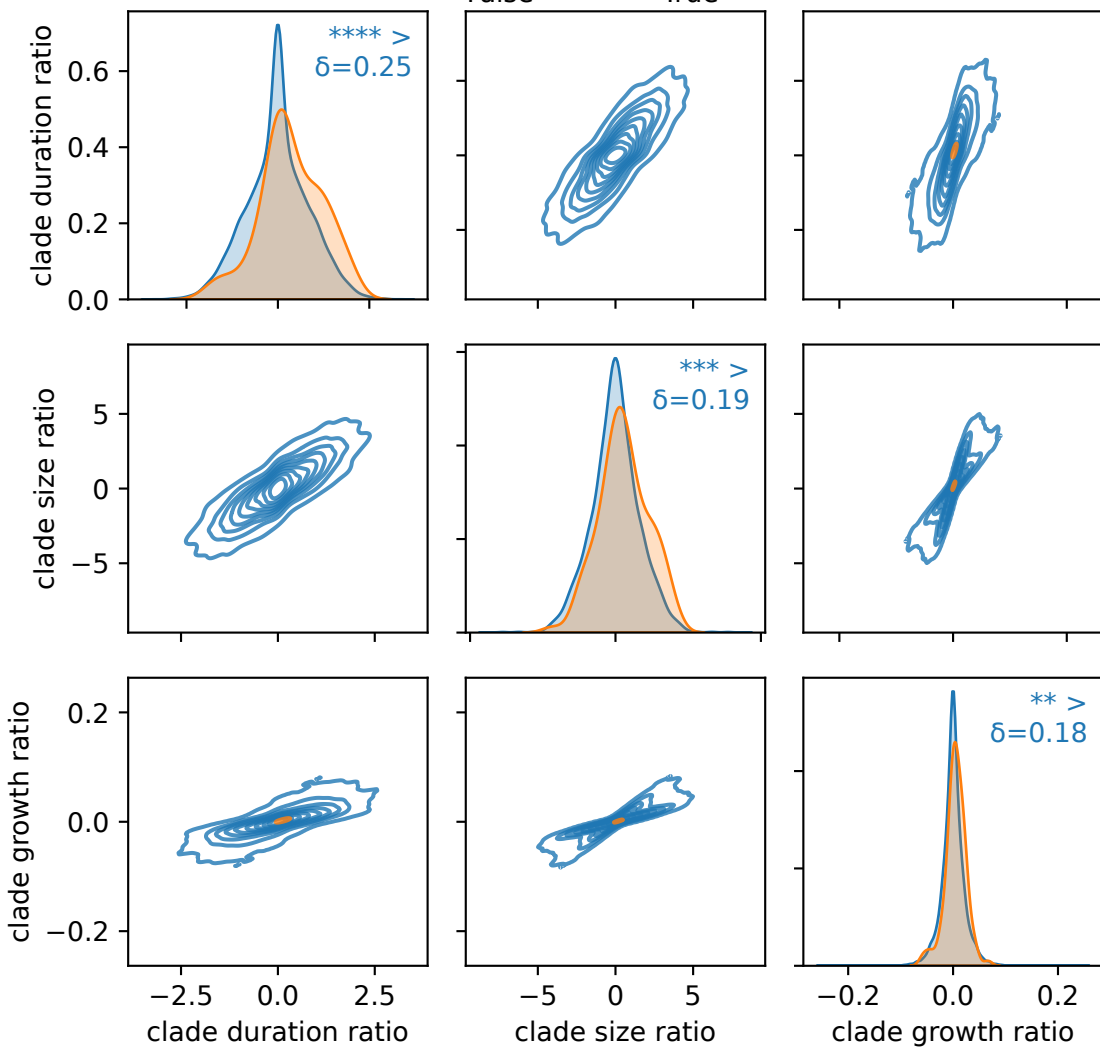 False True
clade duration ratio
0.6
0.4
0.2
0.0
**** >
δ=0.25
clade size ratio
5
0
−5
*** >
δ=0.19
clade growth ratio
0.2
0.0
−0.2
** >
δ=0.18
−2.5 0.0 2.5
−5 0 5
−0.2 0.0 0.2
clade duration ratio
clade size ratio
clade growth ratio